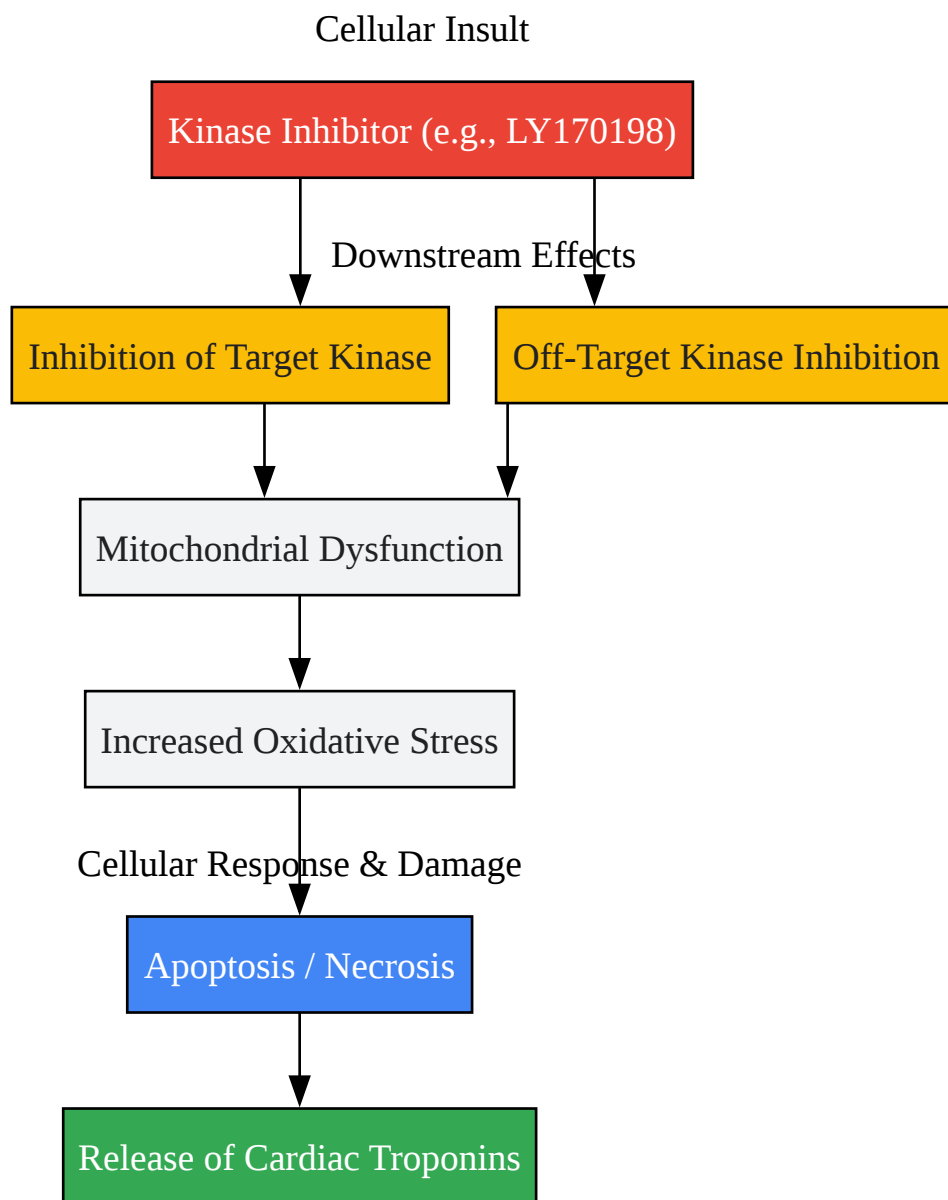 Cellular Insult
Kinase Inhibitor (e.g., LY170198)
Downstream Effects
Inhibition of Target Kinase
Off-Target Kinase Inhibition
Mitochondrial Dysfunction
Increased Oxidative Stress
Cellular Response & Damage
Apoptosis / Necrosis
Release of Cardiac Troponins